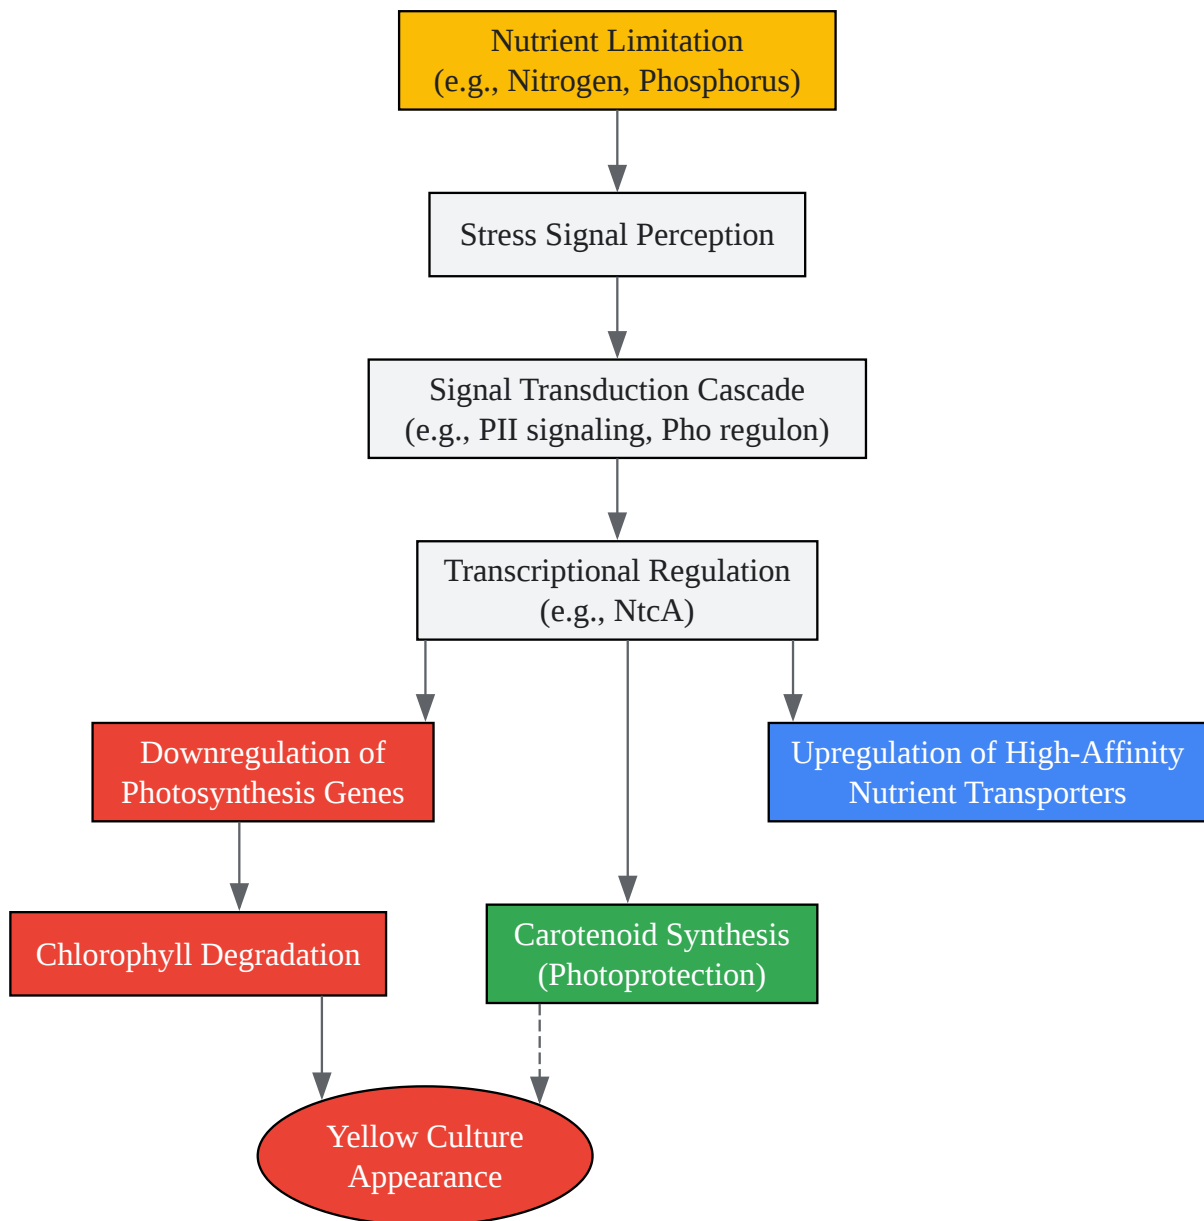 Nutrient Limitation
(e.g., Nitrogen, Phosphorus)
Stress Signal Perception
Signal Transduction Cascade
(e.g., PII signaling, Pho regulon)
Transcriptional Regulation
(e.g., NtcA)
Downregulation of
Photosynthesis Genes
Upregulation of High-Affinity
Nutrient Transporters
Chlorophyll Degradation
Carotenoid Synthesis
(Photoprotection)
Yellow Culture
Appearance